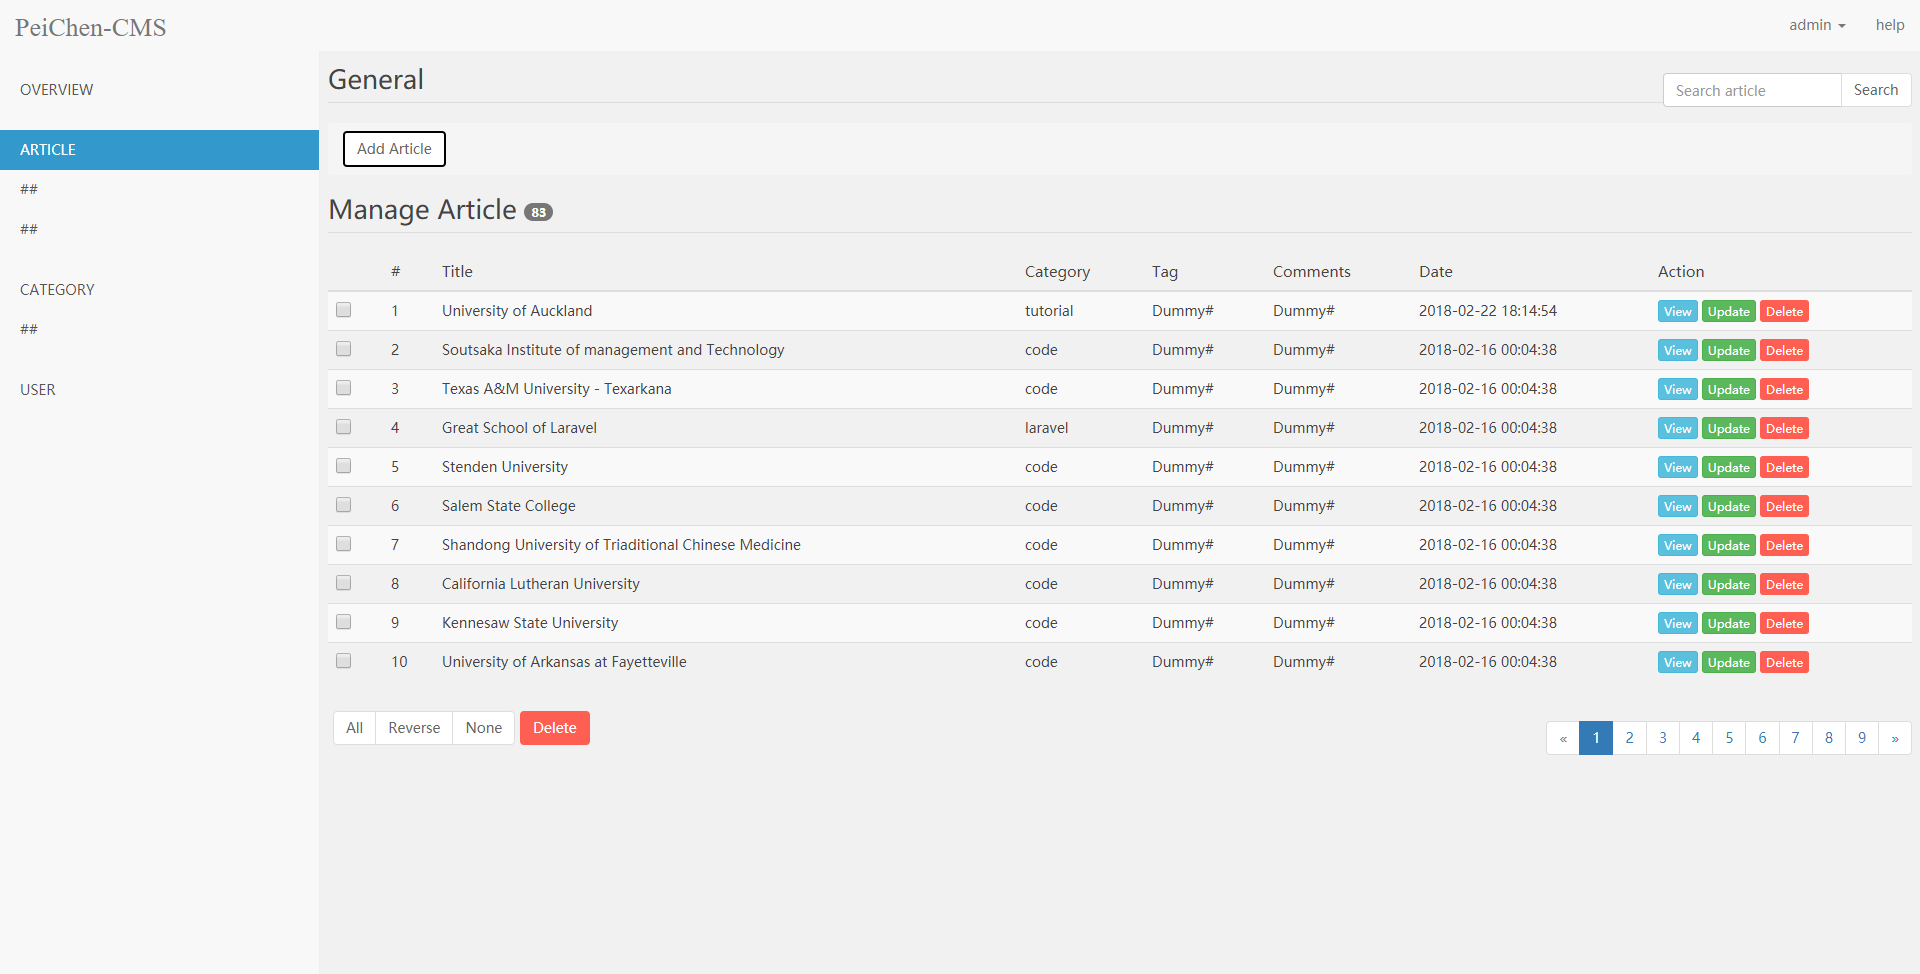 PeiChen-CMS
admin help
OVERVIEW
ARTICLE
##
##
CATEGORY
##
USER
General
Search article Search
Add Article
Manage Article 83
# Title Category Tag Comments Date Action
1 University of Auckland tutorial Dummy# Dummy# 2018-02-22 18:14:54 View Update Delete
2 Soutsaka Institute of management and Technology code Dummy# Dummy# 2018-02-16 00:04:38 View Update Delete
3 Texas A&M University - Texarkana code Dummy# Dummy# 2018-02-16 00:04:38 View Update Delete
4 Great School of Laravel laravel Dummy# Dummy# 2018-02-16 00:04:38 View Update Delete
5 Stenden University code Dummy# Dummy# 2018-02-16 00:04:38 View Update Delete
6 Salem State College code Dummy# Dummy# 2018-02-16 00:04:38 View Update Delete
7 Shandong University of Triaditional Chinese Medicine code Dummy# Dummy# 2018-02-16 00:04:38 View Update Delete
8 California Lutheran University code Dummy# Dummy# 2018-02-16 00:04:38 View Update Delete
9 Kennesaw State University code Dummy# Dummy# 2018-02-16 00:04:38 View Update Delete
10 University of Arkansas at Fayetteville code Dummy# Dummy# 2018-02-16 00:04:38 View Update Delete
All Reverse None Delete
« 1 2 3 4 5 6 7 8 9 »